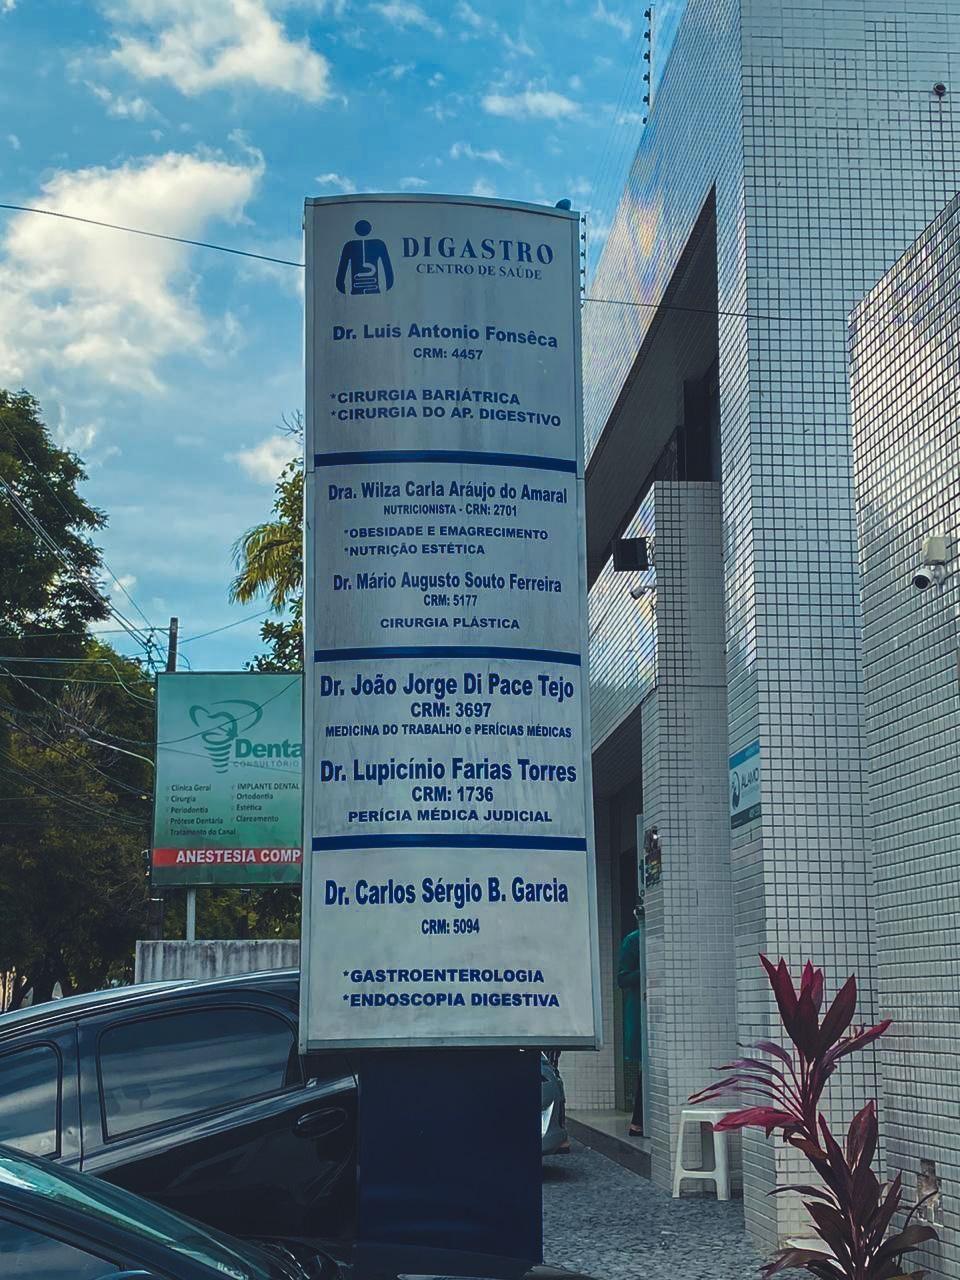 DIGASTRO
CENTRO DE SAÚDE
Dr. Luis Antonio Fonsêca
CRM: 4457
*CIRURGIA BARIÁTRICA
*CIRURGIA DO AP. DIGESTIVO
Dra. Wilza Carla Aráujo do Amaral
NUTRICIONISTA - CRN: 2701
*OBESIDADE E EMAGRECIMENTO
*NUTRIÇÃO ESTÉTICA
Dr. Mário Augusto Souto Ferreira
CRM: 5177
CIRURGIA PLÁSTICA
Dr. João Jorge Di Pace Tejo
CRM: 3697
MEDICINA DO TRABALHO e PERÍCIAS MÉDICAS
Dr. Lupicínio Farias Torres
CRM: 1736
PERÍCIA MÉDICA JUDICIAL
Dr. Carlos Sérgio B. Garcia
CRM: 5094
*GASTROENTEROLOGIA
*ENDOSCOPIA DIGESTIVA
Denta
CONSULTÓRIO
Clínica Geral
Cirurgia
Periodontia
Prótese Dentária
Tratamento do Canal
IMPLANTE DENTAL
Ortodontia
Estética
Clareamento
ANESTESIA COMP
ALAMO